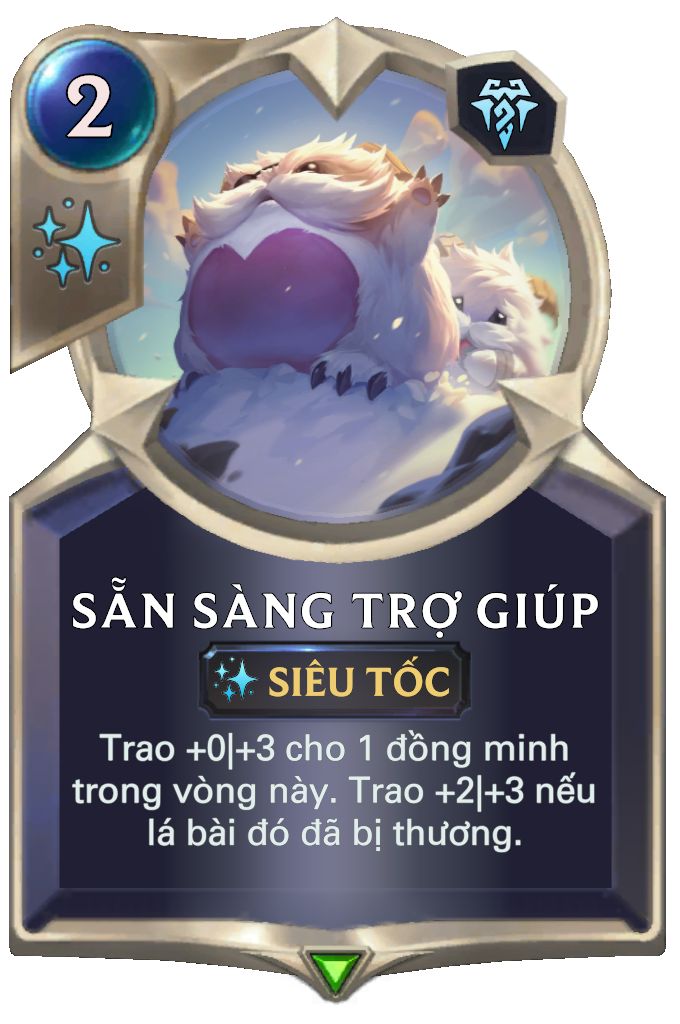 2
SẴN SÀNG TRỢ GIÚP
SIÊU TỐC
Trao +0|+3 cho 1 đồng minh
trong vòng này. Trao +2|+3 nếu
lá bài đó đã bị thương.